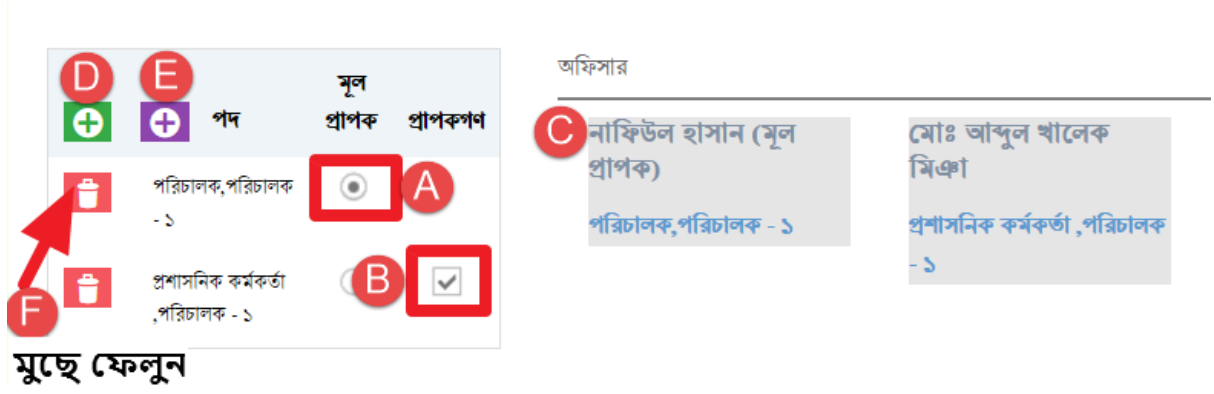 D E
পদ
মূল
প্রাপক
প্রাপকগণ
পরিচালক,পরিচালক
- ১
A
প্রশাসনিক কর্মকর্তা
,পরিচালক - ১
B
F
মুছে ফেলুন
অফিসার
C
নাফিউল হাসান (মূল
প্রাপক)
পরিচালক,পরিচালক - ১
মোঃ আব্দুল খালেক
মিঞা
প্রশাসনিক কর্মকর্তা ,পরিচালক
- ১